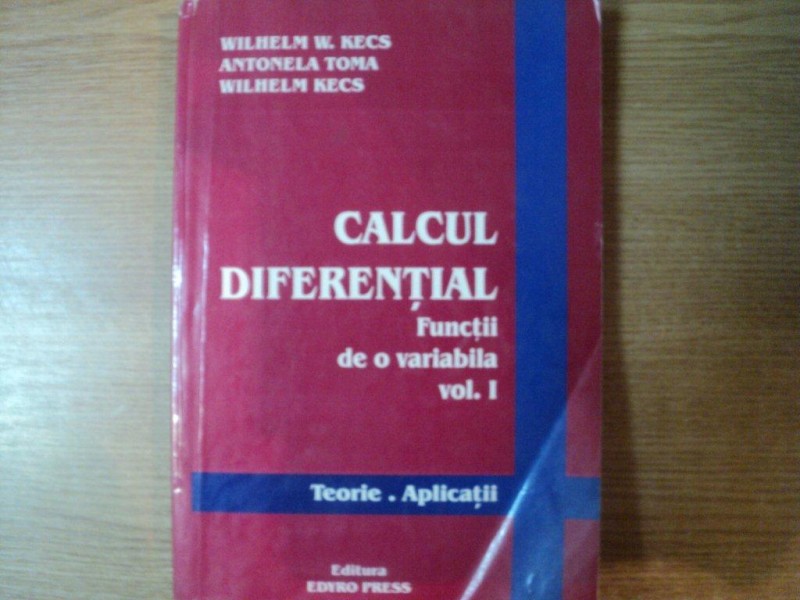 WILHELM W. KECS
ANTONELA TOMA
WILHELM KECS
CALCUL
DIFERENȚIAL
Funcții
de o variabila
vol. I
Teorie . Aplicații
Editura
EDYRO PRESS